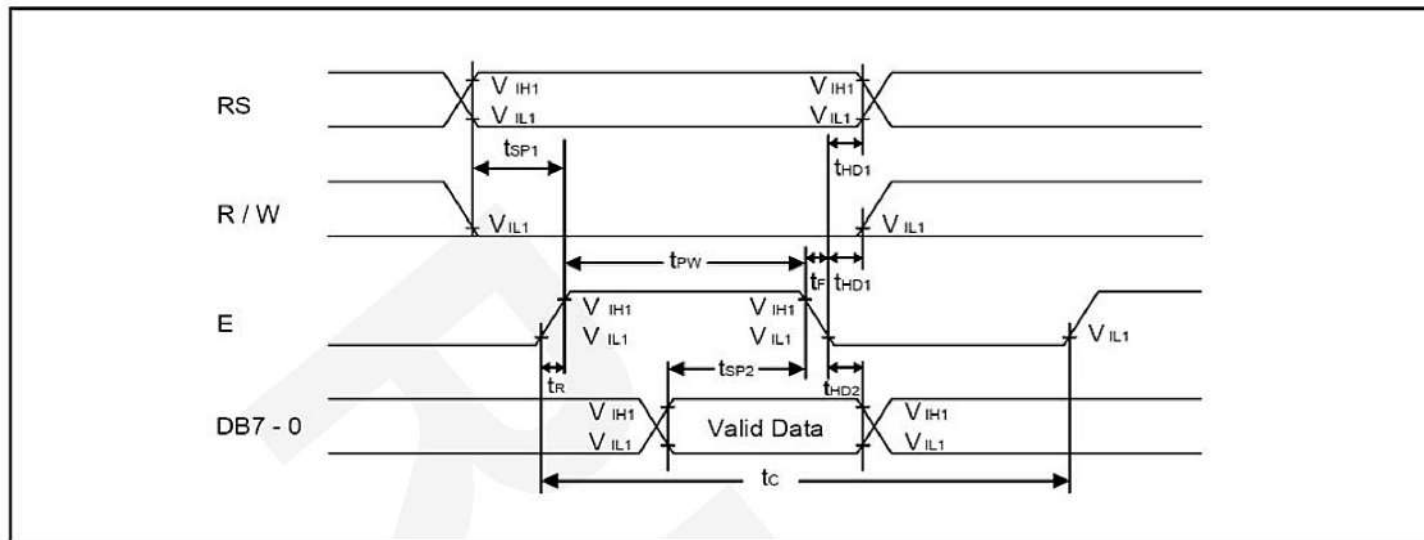 RS
V IH1
V IL1
V IH1
V IL1
tSP1
tHD1
R / W
V IL1
V IL1
tPW
tF
tHD1
E
V IH1
V IL1
V IH1
V IL1
V IL1
tR
tSP2
tHD2
DB7 - 0
V IH1
V IL1
Valid Data
V IH1
V IL1
tC